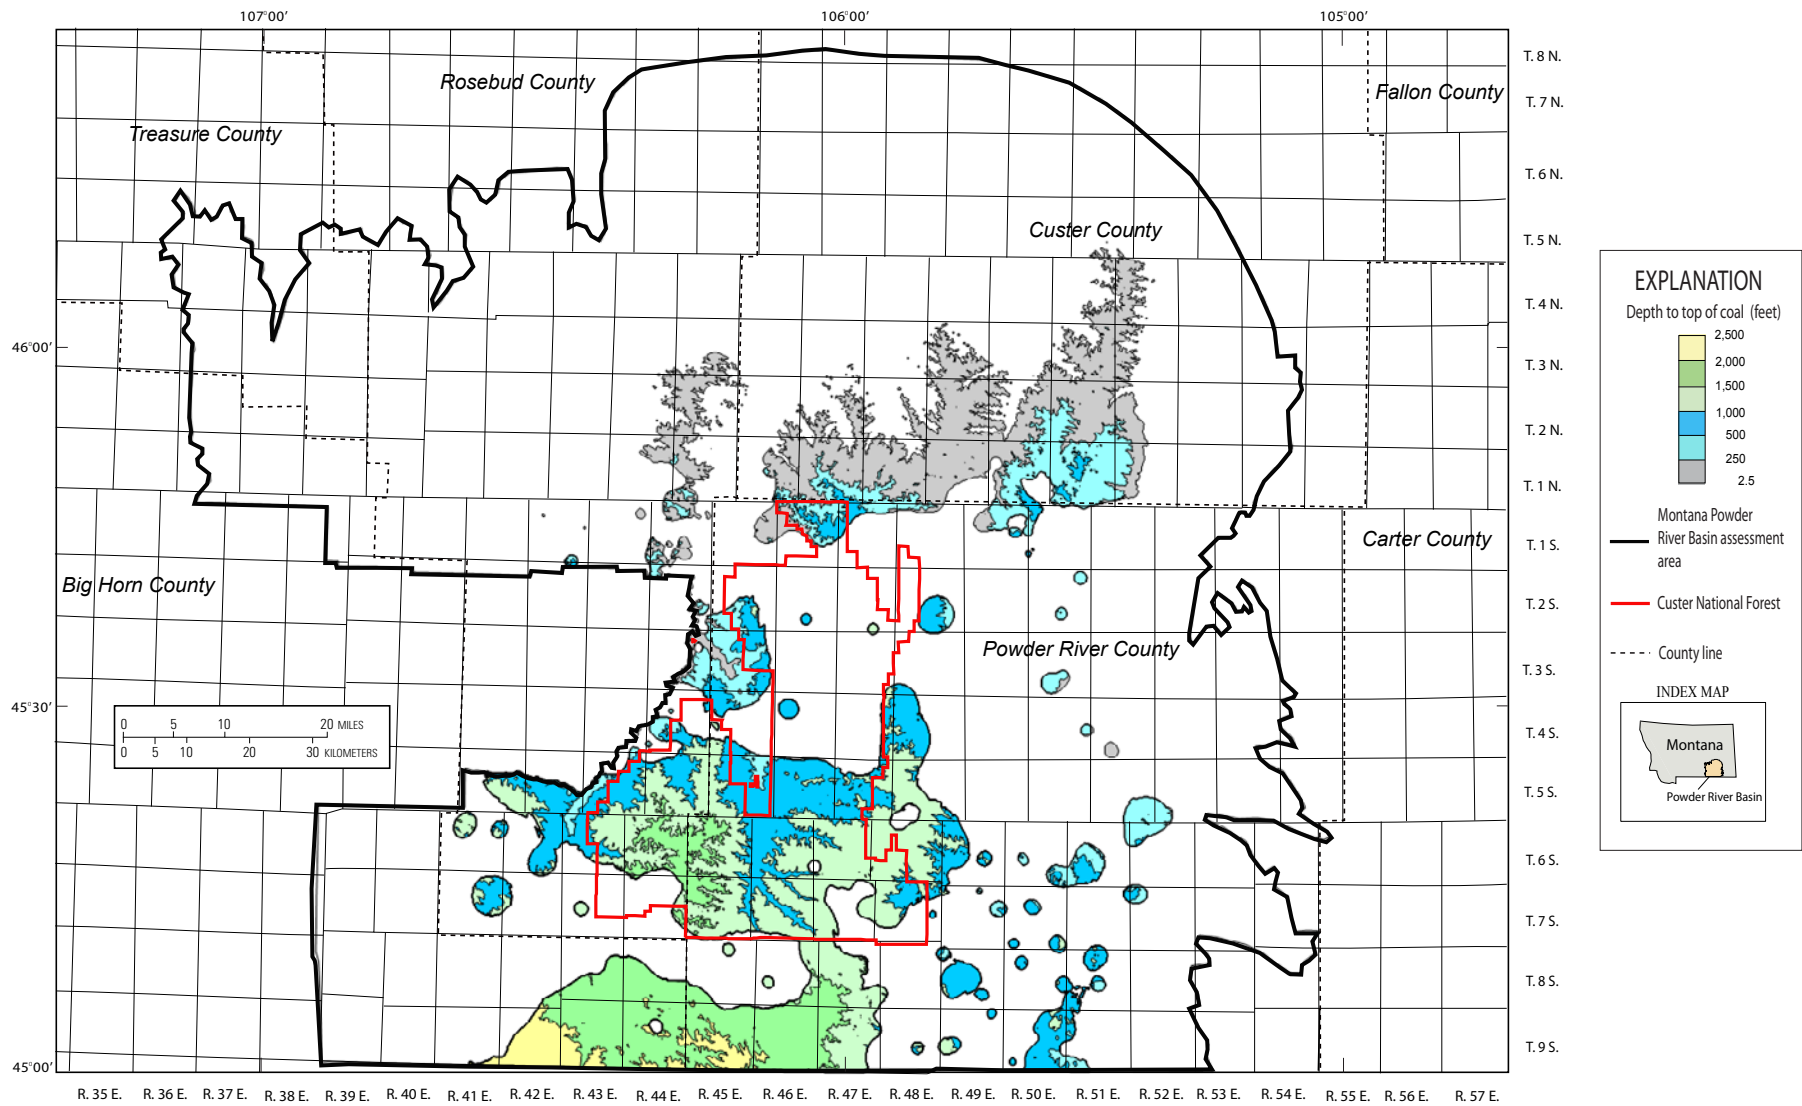 107°00’ 106°00’ 105°00’
T. 8 N.
Rosebud County
Fallon County
T. 7 N.
Treasure County
T. 6 N.
Custer County
T. 5 N.
T. 4 N.
46°00’
T. 3 N.
T. 2 N.
T. 1 N.
Carter County
T. 1 S.
Big Horn County
T. 2 S.
Powder River County
T. 3 S.
45°30’
0 5 10 20 MILES
0 5 10 20 30 KILOMETERS
T. 4 S.
T. 5 S.
T. 6 S.
T. 7 S.
T. 8 S.
T. 9 S.
45°00’
R. 35 E. R. 36 E. R. 37 E. R. 38 E. R. 39 E. R. 40 E. R. 41 E. R. 42 E. R. 43 E. R. 44 E. R. 45 E. R. 46 E. R. 47 E. R. 48 E. R. 49 E. R. 50 E. R. 51 E. R. 52 E. R. 53 E. R. 54 E. R. 55 E. R. 56 E. R. 57 E.
EXPLANATION
Depth to top of coal (feet)
2,500
2,000
1,500
1,000
500
250
2.5
Montana Powder
River Basin assessment
area
Custer National Forest
County line
INDEX MAP
Montana
Powder River Basin